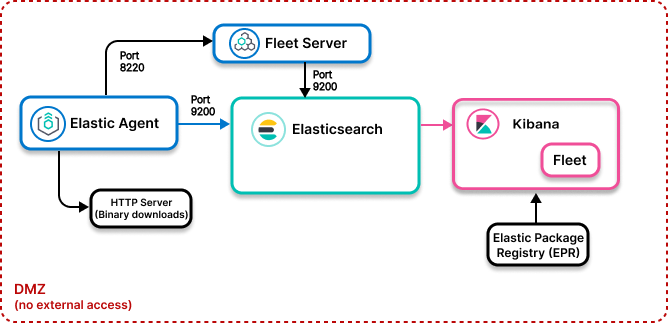 Fleet Server
Port
8220
Port
9200
Port
9200
Elastic Agent
Elasticsearch
Kibana
Fleet
HTTP Server
(Binary downloads)
Elastic Package
Registry (EPR)
DMZ
(no external access)